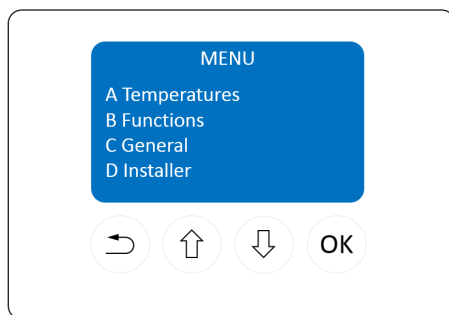 MENU
A Temperatures
B Functions
C General
D Installer
OK